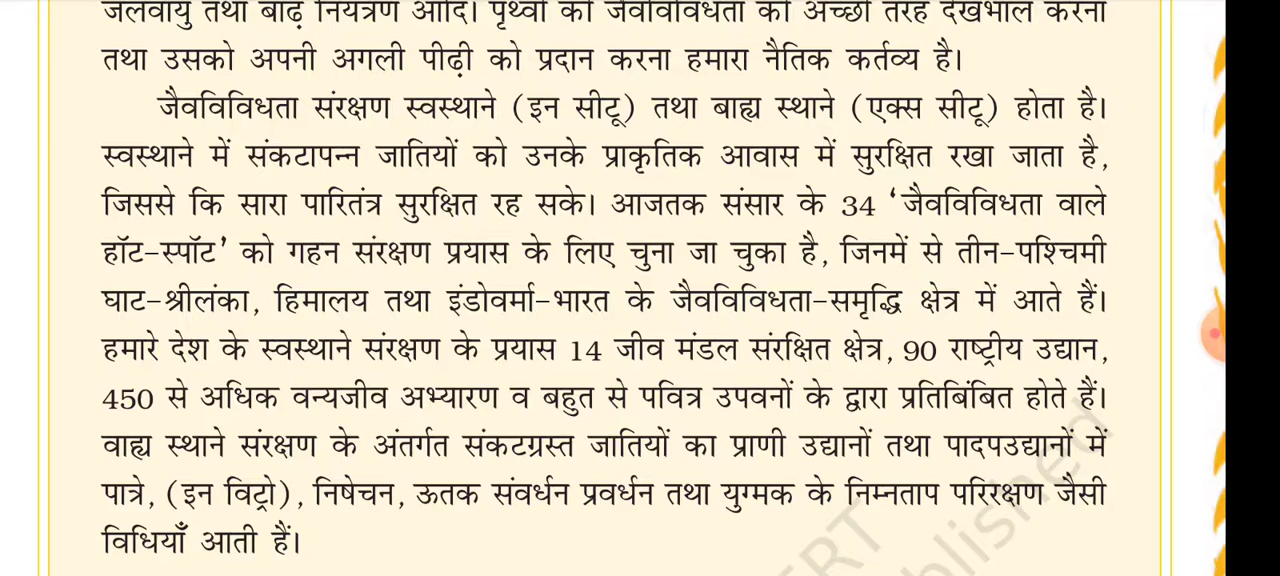 जलवायु तथा बाढ़ नियंत्रण आदि। पृथ्वी की जैवविविधता की अच्छी तरह देखभाल करना
तथा उसको अपनी अगली पीढ़ी को प्रदान करना हमारा नैतिक कर्तव्य है।
जैवविविधता संरक्षण स्वस्थाने (इन सीटू) तथा बाह्य स्थाने (एक्स सीटू) होता है।
स्वस्थाने में संकटापन्न जातियों को उनके प्राकृतिक आवास में सुरक्षित रखा जाता है,
जिससे कि सारा पारितंत्र सुरक्षित रह सके। आजतक संसार के 34 ‘जैवविविधता वाले
हॉट-स्पॉट’ को गहन संरक्षण प्रयास के लिए चुना जा चुका है, जिनमें से तीन-पश्चिमी
घाट-श्रीलंका, हिमालय तथा इंडोवर्मा-भारत के जैवविविधता-समृद्धि क्षेत्र में आते हैं।
हमारे देश के स्वस्थाने संरक्षण के प्रयास 14 जीव मंडल संरक्षित क्षेत्र, 90 राष्ट्रीय उद्यान,
450 से अधिक वन्यजीव अभ्यारण व बहुत से पवित्र उपवनों के द्वारा प्रतिबिंबित होते हैं।
वाह्य स्थाने संरक्षण के अंतर्गत संकटग्रस्त जातियों का प्राणी उद्यानों तथा पादपउद्यानों में
पात्रे, (इन विट्रो), निषेचन, ऊतक संवर्धन प्रवर्धन तथा युग्मक के निम्नताप परिरक्षण जैसी
विधियाँ आती हैं।